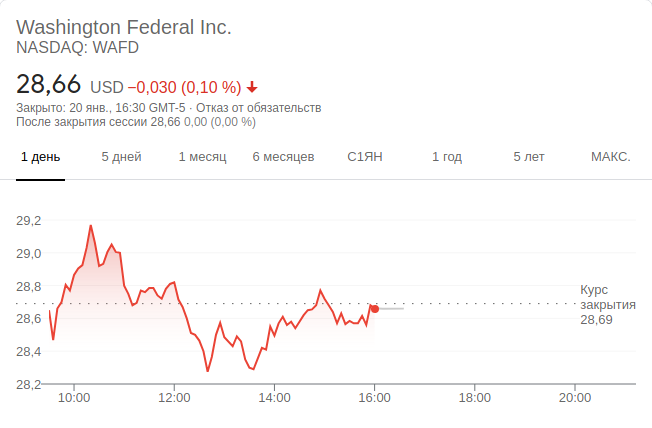 Washington Federal Inc.
NASDAQ: WAFD
28,66 USD −0,030 (0,10 %)
Закрыто: 20 янв., 16:30 GMT-5 · Отказ от обязательств
После закрытия сессии 28,66 0,00 (0,00 %)
1 день 5 дней 1 месяц 6 месяцев С1ЯН 1 год 5 лет МАКС.
29,2
29,0
28,8
28,6
28,4
28,2
Курс
закрытия
28,69
10:00 12:00 14:00 16:00 18:00 20:00